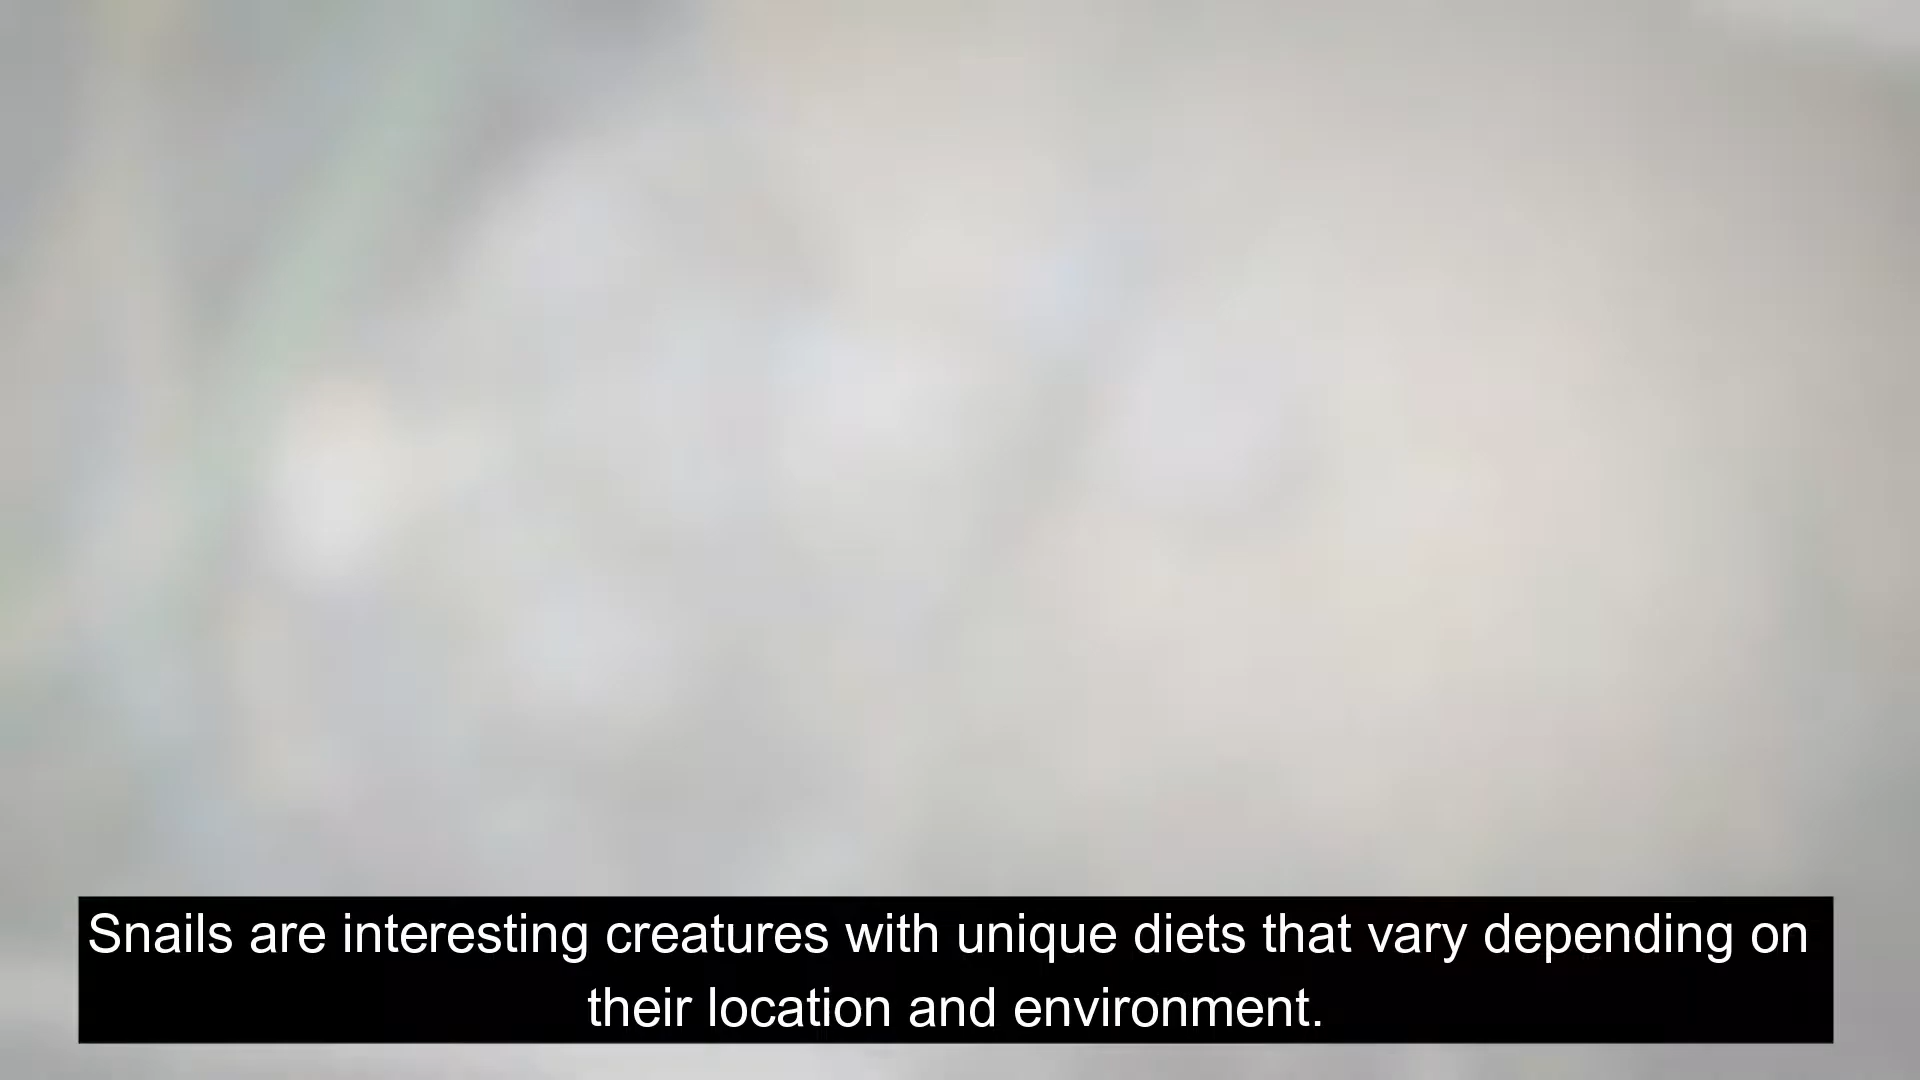 Snails are interesting creatures with unique diets that vary depending on
their location and environment.